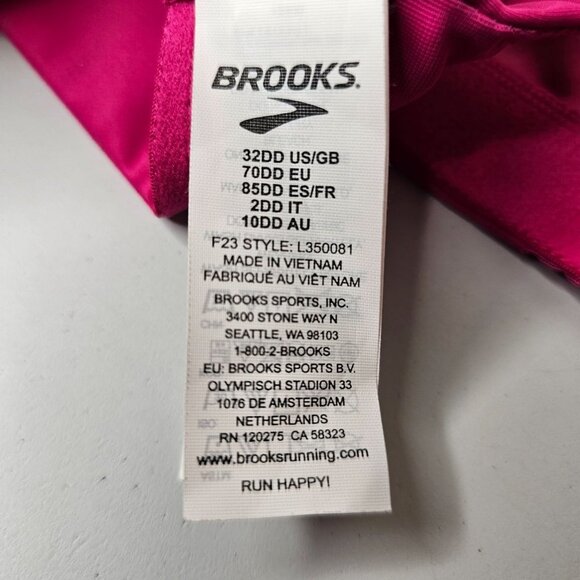 BROOKS
32DD US/GB
70DD EU
85DD ES/FR
2DD IT
10DD AU
F23 STYLE: L350081
MADE IN VIETNAM
FABRIQUÉ AU VIÊT NAM
BROOKS SPORTS, INC.
3400 STONE WAY N
SEATTLE, WA 98103
1-800-2-BROOKS
EU: BROOKS SPORTS B.V.
OLYMPISCH STADION 33
1076 DE AMSTERDAM
NETHERLANDS
RN 120275 CA 58323
www.brooksrunning.com
RUN HAPPY!